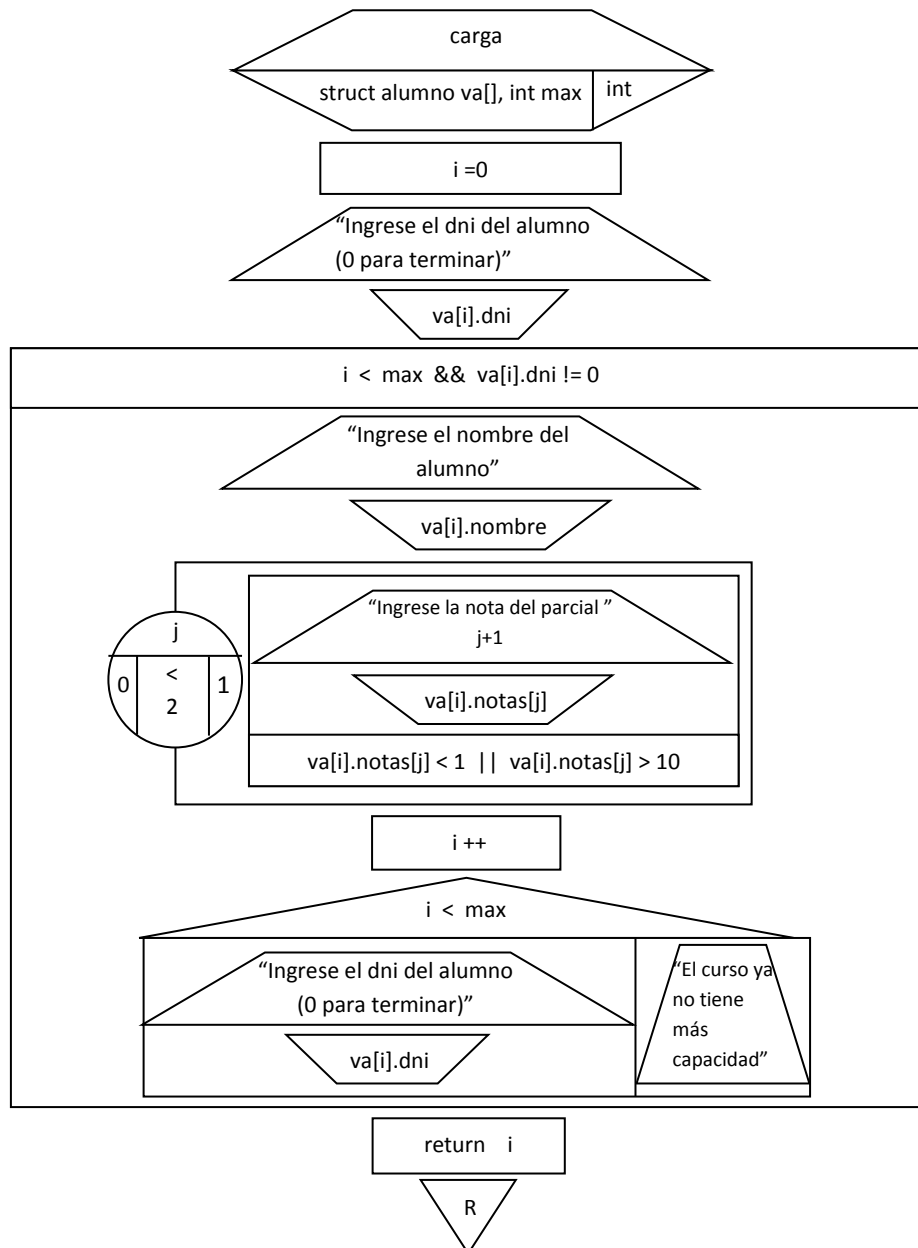 carga
struct alumno va[], int max
int
i =0
“Ingrese el dni del alumno
(0 para terminar)”
va[i].dni
i < max && va[i].dni != 0
“Ingrese el nombre del
alumno”
va[i].nombre
“Ingrese la nota del parcial ”
j+1
j
0
<
2
1
va[i].notas[j]
va[i].notas[j] < 1 || va[i].notas[j] > 10
i ++
i < max
“Ingrese el dni del alumno
(0 para terminar)”
va[i].dni
“El curso ya
no tiene
más
capacidad”
return i
R